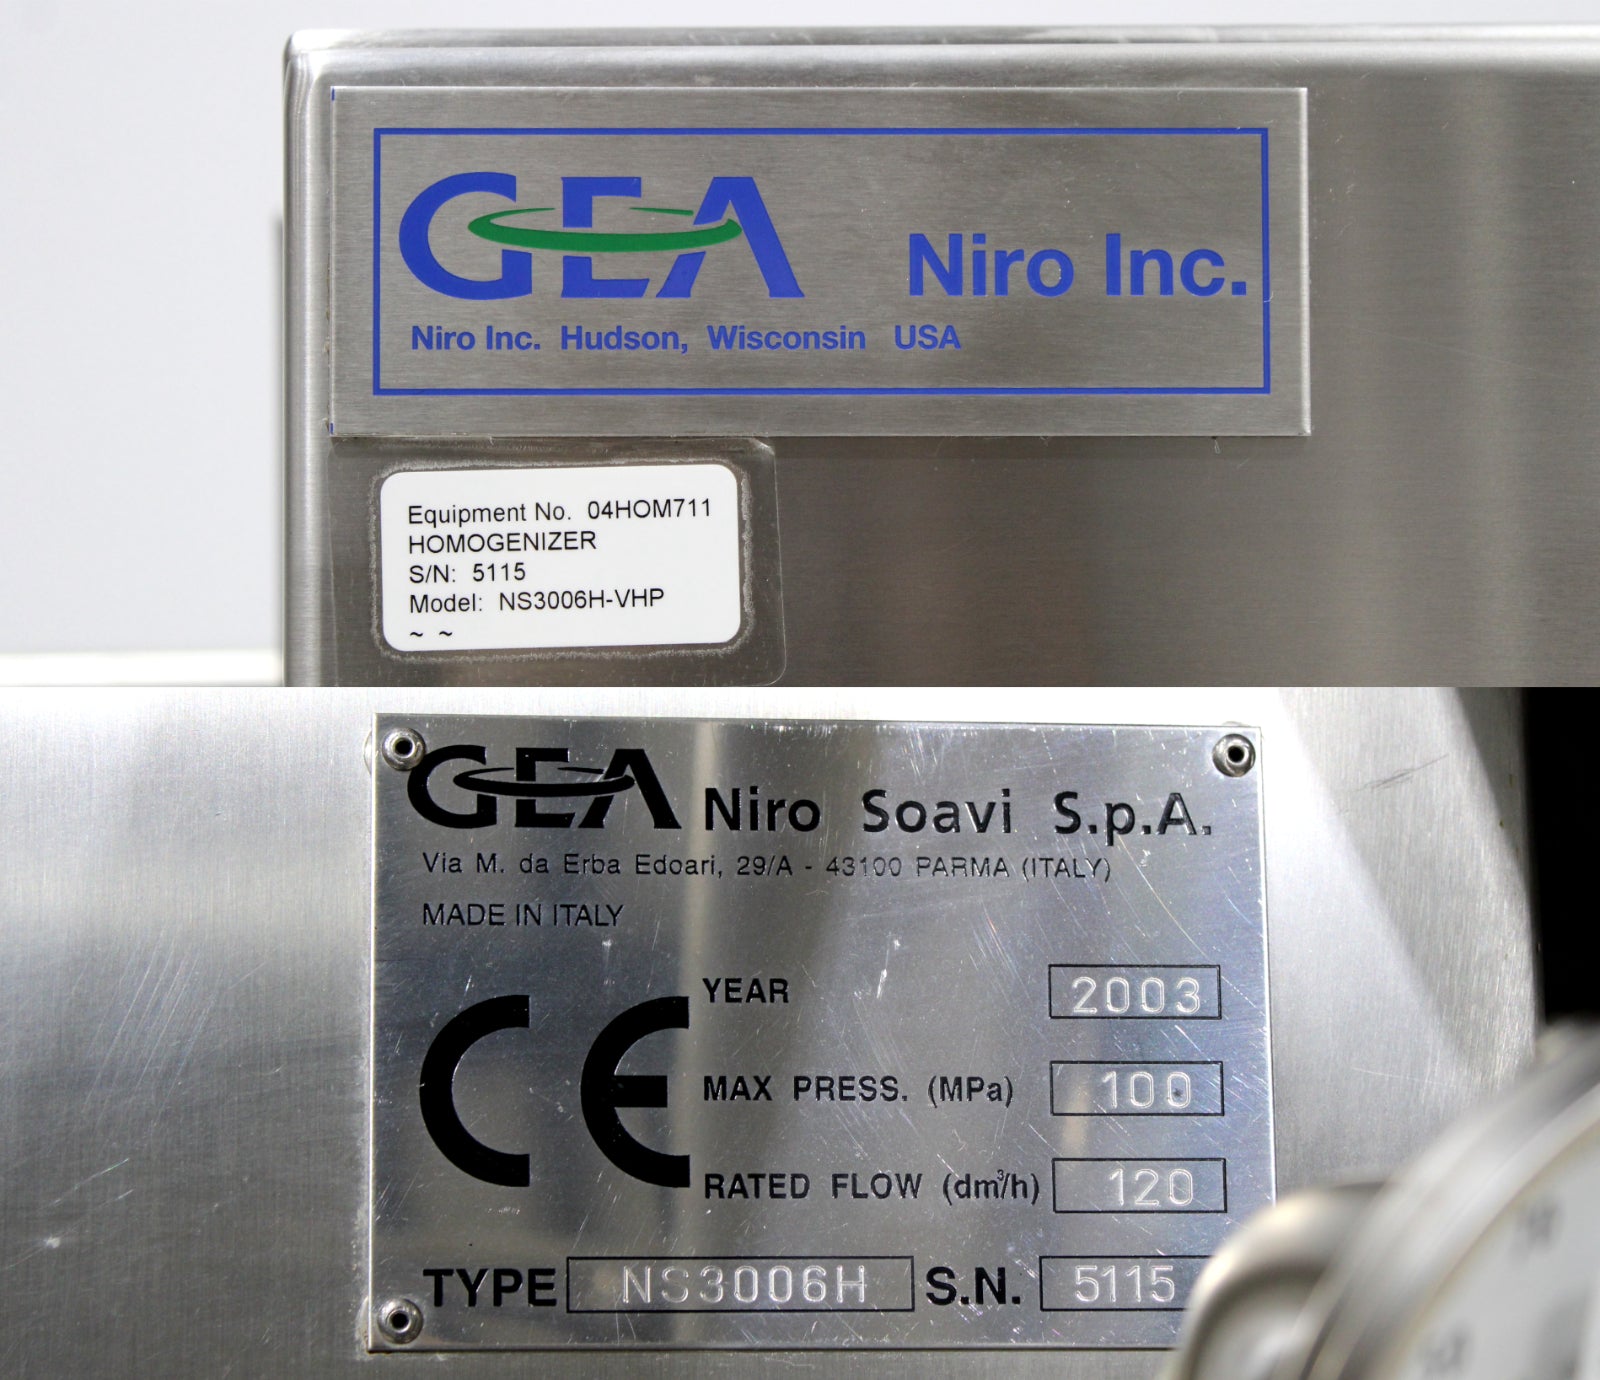 GEA Niro Inc.
Niro Inc. Hudson, Wisconsin USA
Equipment No. 04HOM711
HOMOGENIZER
S/N: 5115
Model: NS3006H-VHP
~ ~
GEA Niro Soavi S.p.A.
Via M. da Erba Edoari, 29/A - 43100 PARMA (ITALY)
MADE IN ITALY
CE
YEAR 2003
MAX PRESS. (MPa) 100
RATED FLOW (dm³/h) 120
TYPE NS3006H S.N. 5115